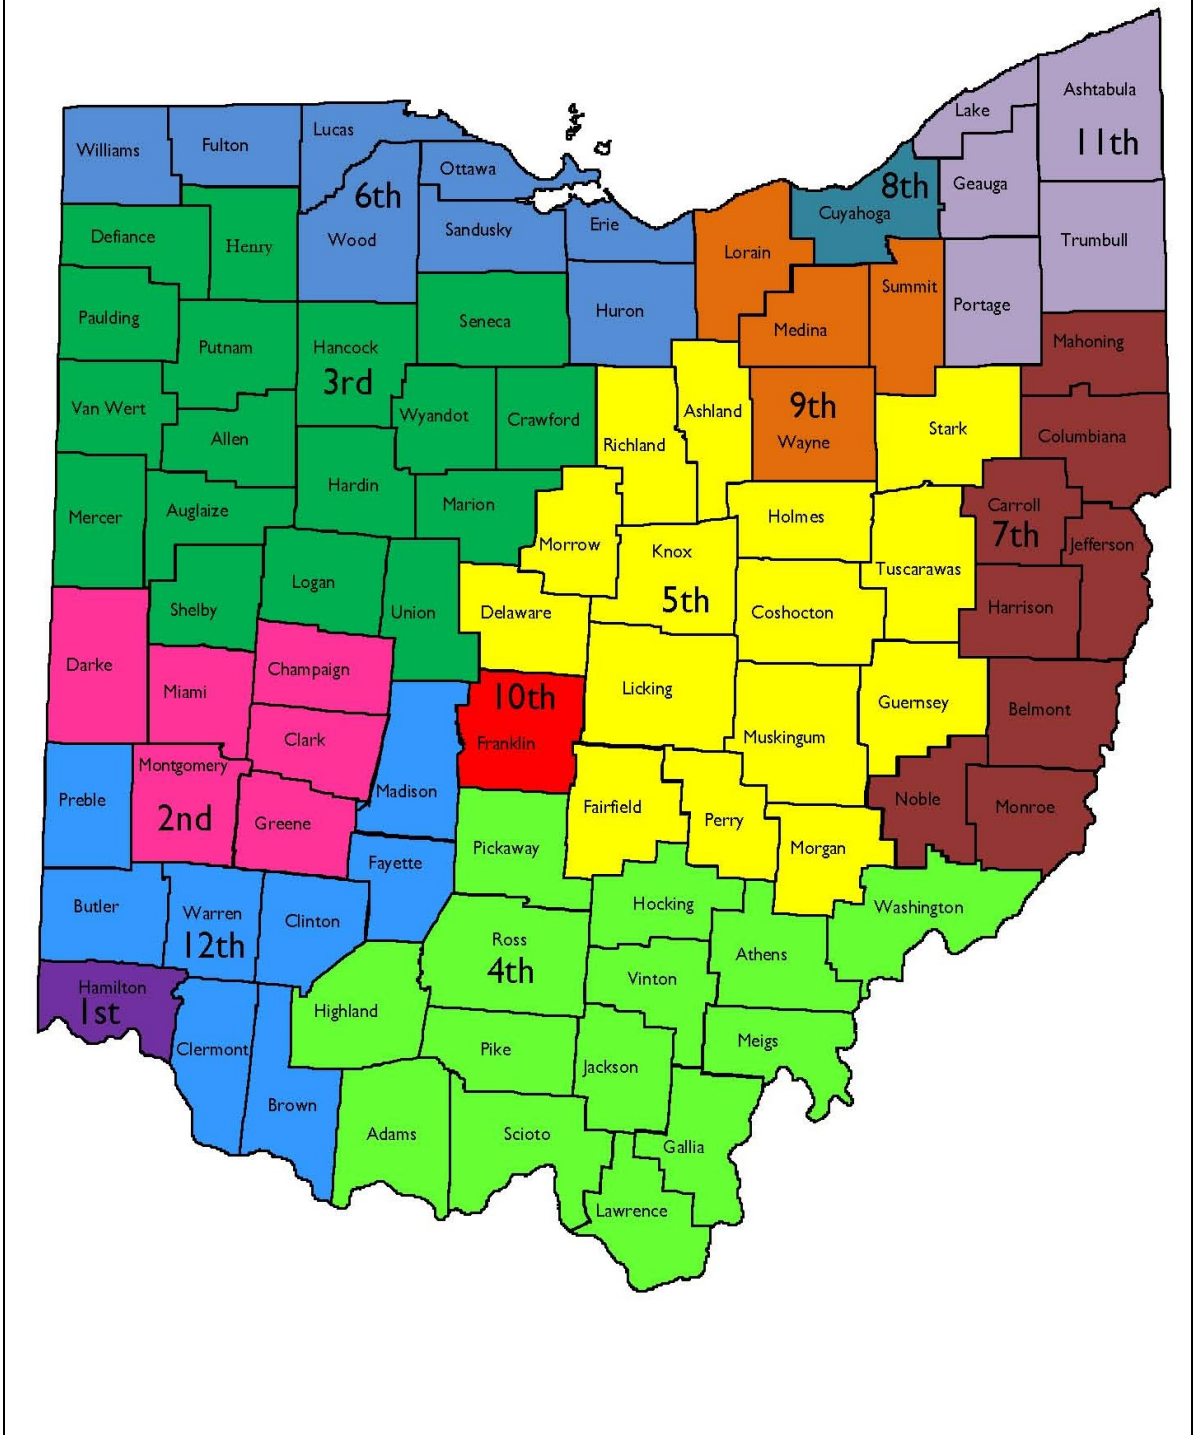 Ashtabula
Lake
11th
Williams
Fulton
Lucas
Ottawa
Geauga
8th
6th
Cuyahoga
Erie
Sandusky
Defiance
Henry
Wood
Lorain
Trumbull
Summit
Portage
Huron
Paulding
Seneca
Medina
Putnam
Hancock
Mahoning
3rd
Van Wert
Wyandot
Crawford
Ashland
9th
Allen
Richland
Wayne
Stark
Columbiana
Hardin
Marion
Mercer
Auglaize
Holmes
Carroll
7th
Morrow
Knox
Jefferson
Tuscarawas
Logan
Shelby
Union
Delaware
5th
Coshocton
Harrison
Darke
Champaign
Miami
10th
Licking
Guernsey
Belmont
Clark
Franklin
Muskingum
Montgomery
Preble
Madison
2nd
Greene
Fairfield
Perry
Noble
Monroe
Pickaway
Morgan
Fayette
Butler
Warren
12th
Clinton
Hocking
Washington
Ross
4th
Athens
Vinton
Hamilton
1st
Highland
Clermont
Pike
Jackson
Meigs
Brown
Adams
Scioto
Gallia
Lawrence